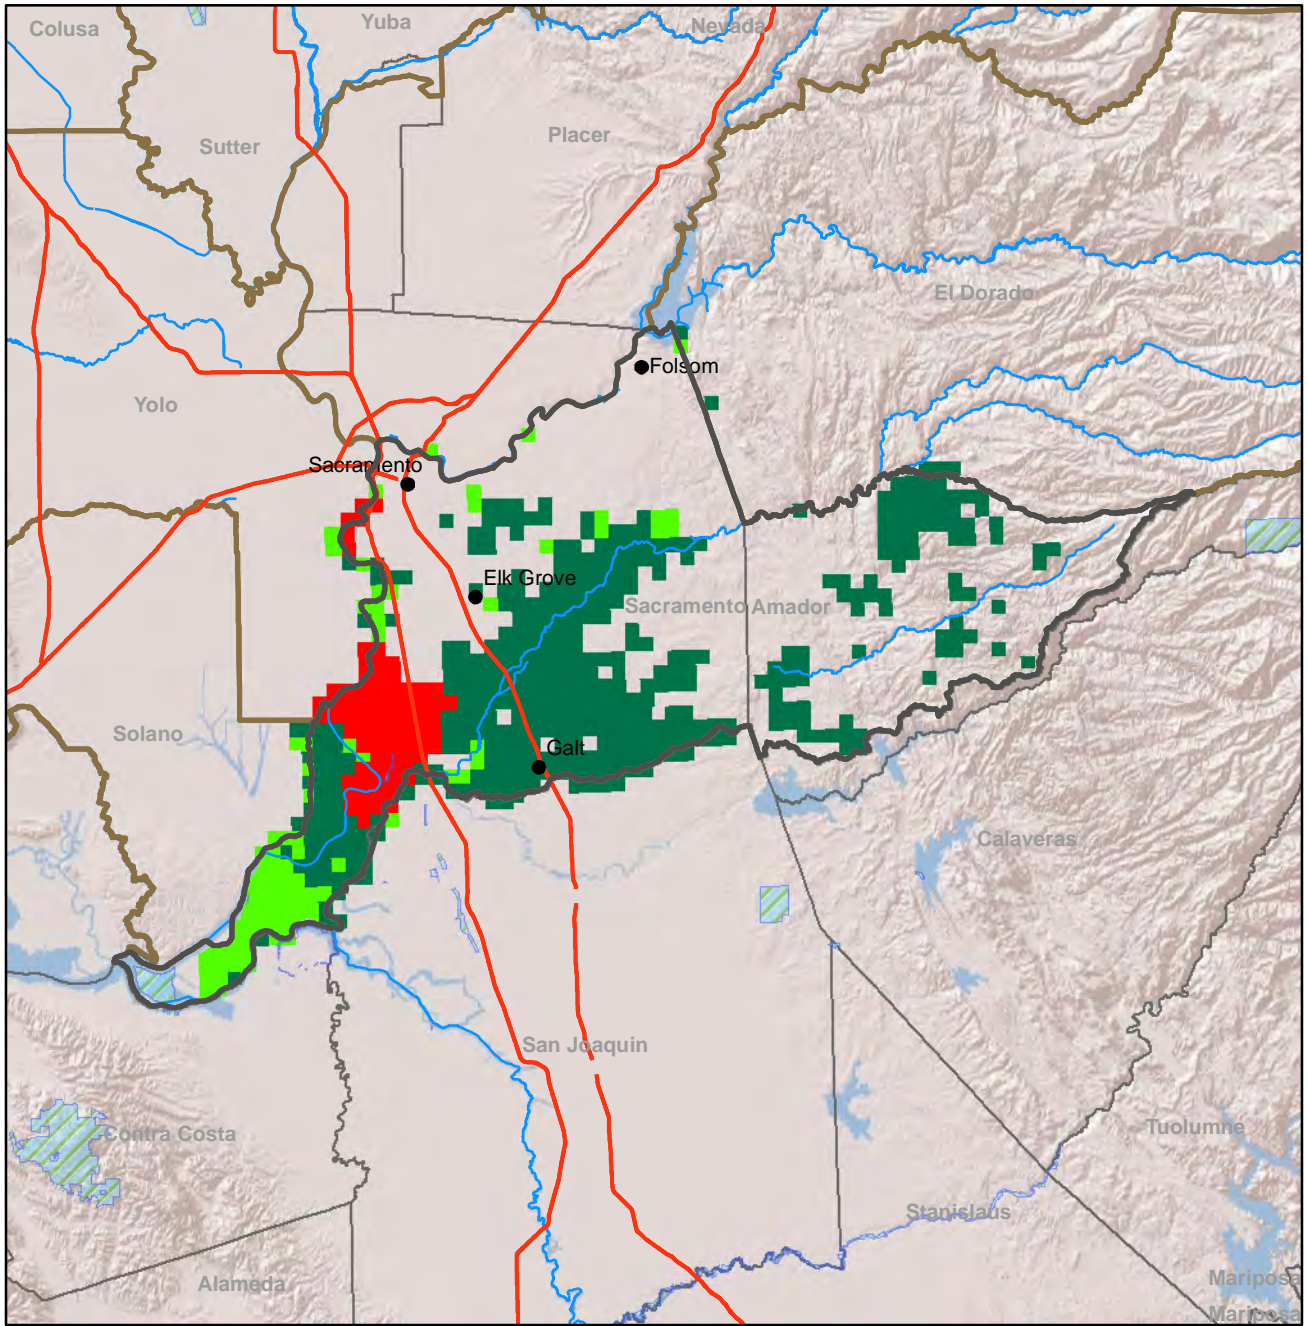 Colusa
Yuba
Nevada
Sutter
Placer
El Dorado
Folsom
Yolo
Sacramento
Elk Grove
Sacramento
Amador
Solano
Galt
Calaveras
San Joaquin
Contra Costa
Tuolumne
Stanislaus
Alameda
Mariposa
Mariposa